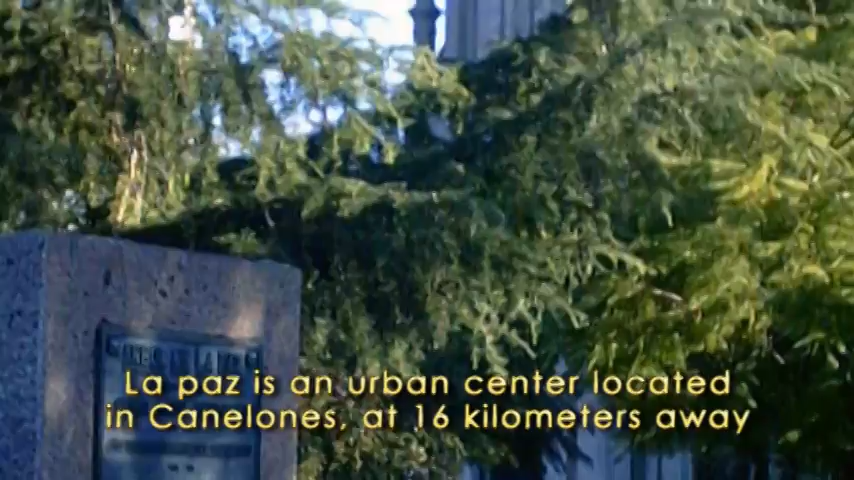 La paz is an urban center located
in Canelones, at 16 kilometers away